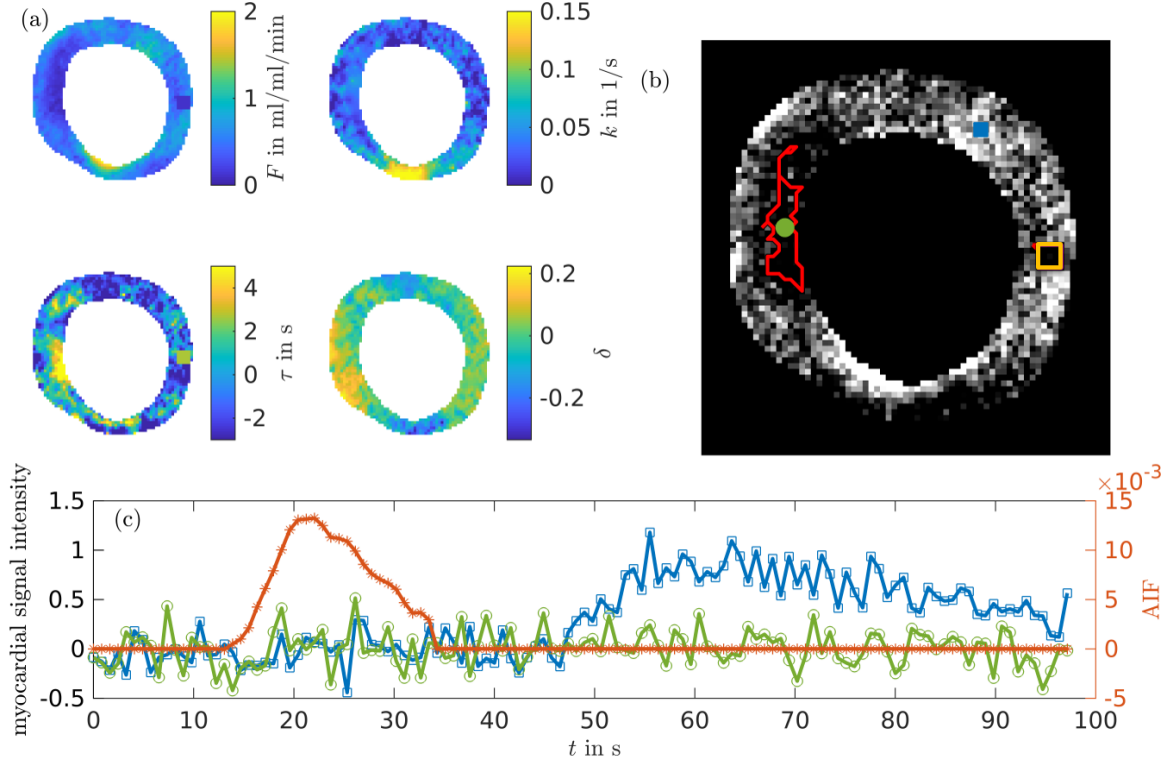 (a)
2
1
0
F in ml/ml/min
0.15
0.1
0.05
0
k in 1/s
(b)
4
2
0
-2
τ in s
0.2
0
-0.2
δ
myocardial signal intensity
1.5
1
0.5
0
-0.5
(c)
×10⁻³
15
10
5
0
-5
AIF
0 10 20 30 40 50 60 70 80 90 100
t in s